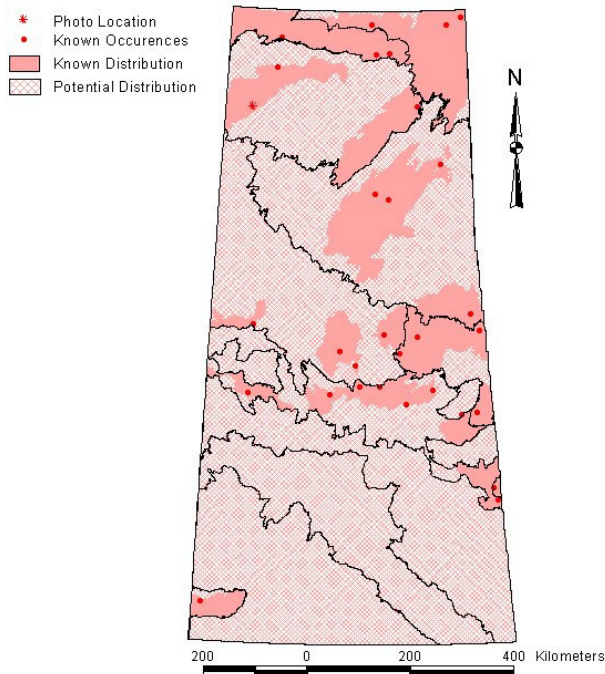 Photo Location
Known Occurences
Known Distribution
Potential Distribution
N
200 0 200 400 Kilometers